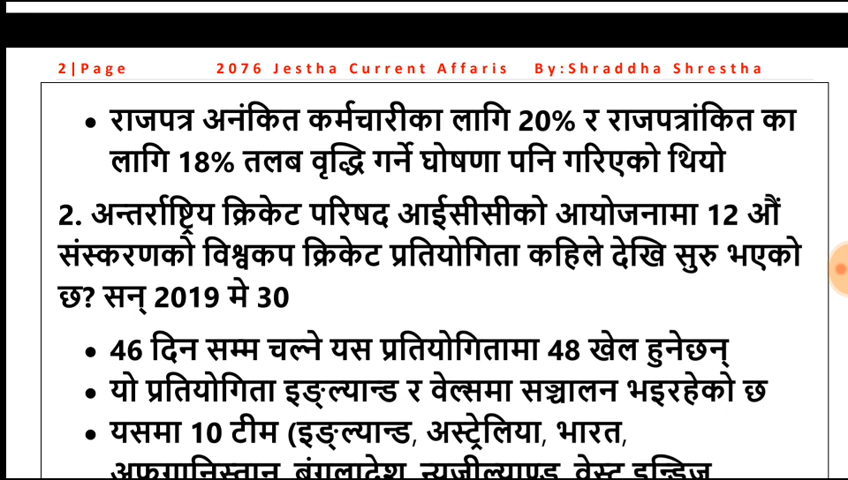 2|Page 2076 Jestha Current Affaris By:Shraddha Shrestha
• राजपत्र अनंकित कर्मचारीका लागि 20% र राजपत्रांकित का
लागि 18% तलब वृद्धि गर्ने घोषणा पनि गरिएको थियो
2. अन्तर्राष्ट्रिय क्रिकेट परिषद आईसीसीको आयोजनामा 12 औं
संस्करणको विश्वकप क्रिकेट प्रतियोगिता कहिले देखि सुरु भएको
छ? सन् 2019 मे 30
• 46 दिन सम्म चल्ने यस प्रतियोगितामा 48 खेल हुनेछन्
• यो प्रतियोगिता इङ्ल्यान्ड र वेल्समा सञ्चालन भइरहेको छ
• यसमा 10 टीम (इङ्ल्यान्ड, अस्ट्रेलिया, भारत,
अफगानिस्तान, बंगलादेश, न्युजील्याण्ड, वेस्ट इन्डिज,